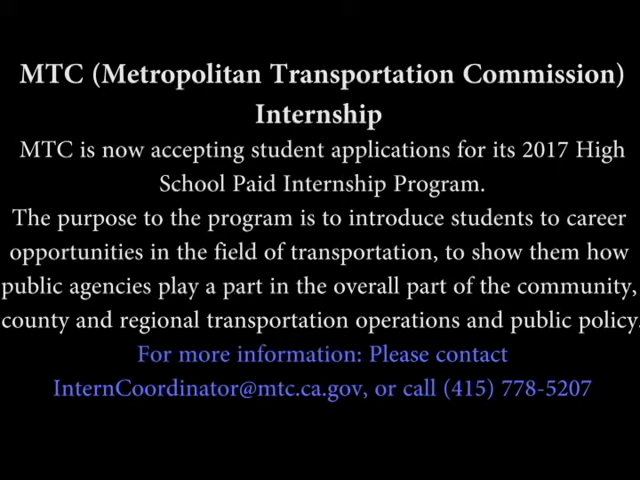 MTC (Metropolitan Transportation Commission)
Internship
MTC is now accepting student applications for its 2017 High
School Paid Internship Program.
The purpose to the program is to introduce students to career
opportunities in the field of transportation, to show them how
public agencies play a part in the overall part of the community,
county and regional transportation operations and public policy.
For more information: Please contact
InternCoordinator@mtc.ca.gov, or call (415) 778-5207